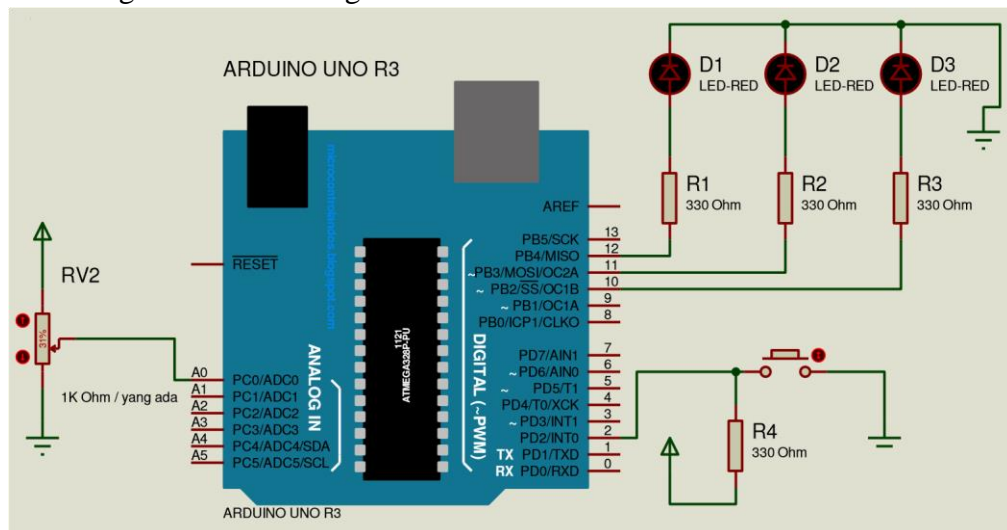 ARDUINO UNO R3
microcontrolandos.blogspot.com
D1
LED-RED
D2
LED-RED
D3
LED-RED
R1
330 Ohm
R2
330 Ohm
R3
330 Ohm
RV2
31%
1K Ohm / yang ada
RESET
A0 PC0/ADC0
A1 PC1/ADC1
A2 PC2/ADC2
A3 PC3/ADC3
A4 PC4/ADC4/SDA
A5 PC5/ADC5/SCL
ANALOG IN
1121
ATMEGA328P-PU
DIGITAL (~PWM)
AREF
PB5/SCK 13
PB4/MISO 12
~PB3/MOSI/OC2A 11
~ PB2/SS/OC1B 10
~ PB1/OC1A 9
PB0/ICP1/CLKO 8
PD7/AIN1 7
~PD6/AIN0 6
~ PD5/T1 5
PD4/T0/XCK 4
~PD3/INT1 3
PD2/INT0 2
TX PD1/TXD 1
RX PD0/RXD 0
R4
330 Ohm
ARDUINO UNO R3